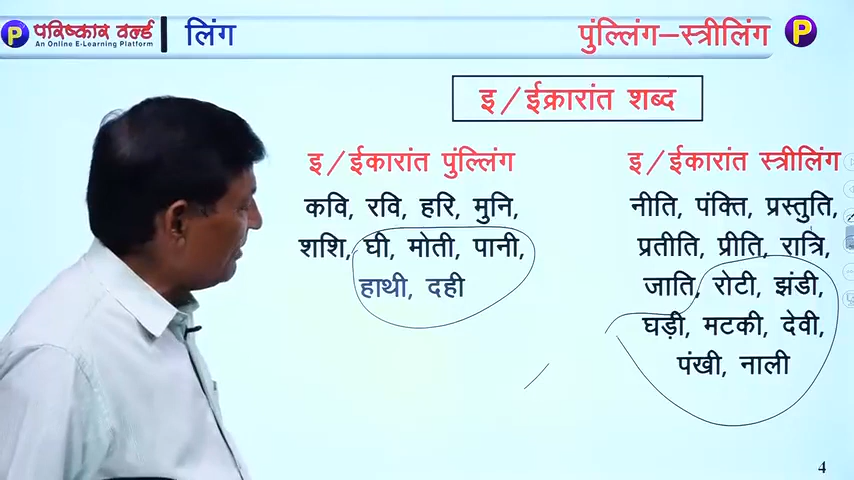 P परिष्कार वर्ल्ड
An Online E-Learning Platform
लिंग
पुंल्लिंग–स्त्रीलिंग P
इ/ईक्रारांत शब्द
इ/ईकारांत पुंल्लिंग
कवि, रवि, हरि, मुनि,
शशि, घी, मोती, पानी,
हाथी, दही
इ/ईकारांत स्त्रीलिंग
नीति, पंक्ति, प्रस्तुति,
प्रतीति, प्रीति, रात्रि,
जाति, रोटी, झंडी,
घड़ी, मटकी, देवी,
पंखी, नाली
4